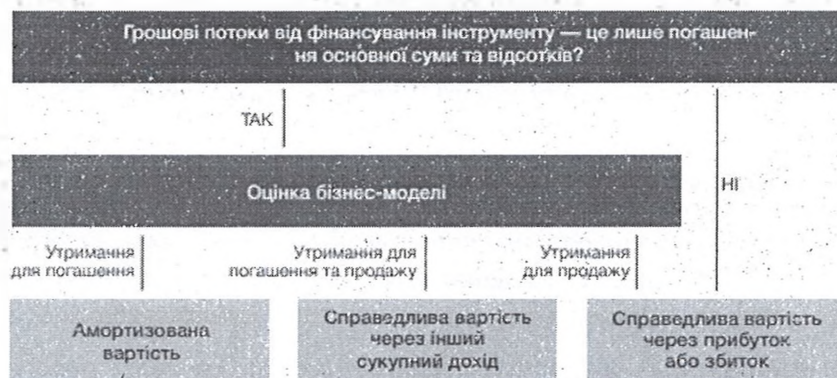 Грошові потоки від фінансування інструменту — це лише погашен-
ня основної суми та відсотків?
ТАК
НІ
Оцінка бізнес-моделі
Утримання
для погашення
Утримання для
погашення та продажу
Утримання
для продажу
Амортизована
вартість
Справедлива вартість
через інший
сукупний дохід
Справедлива вартість
через прибуток
або збиток